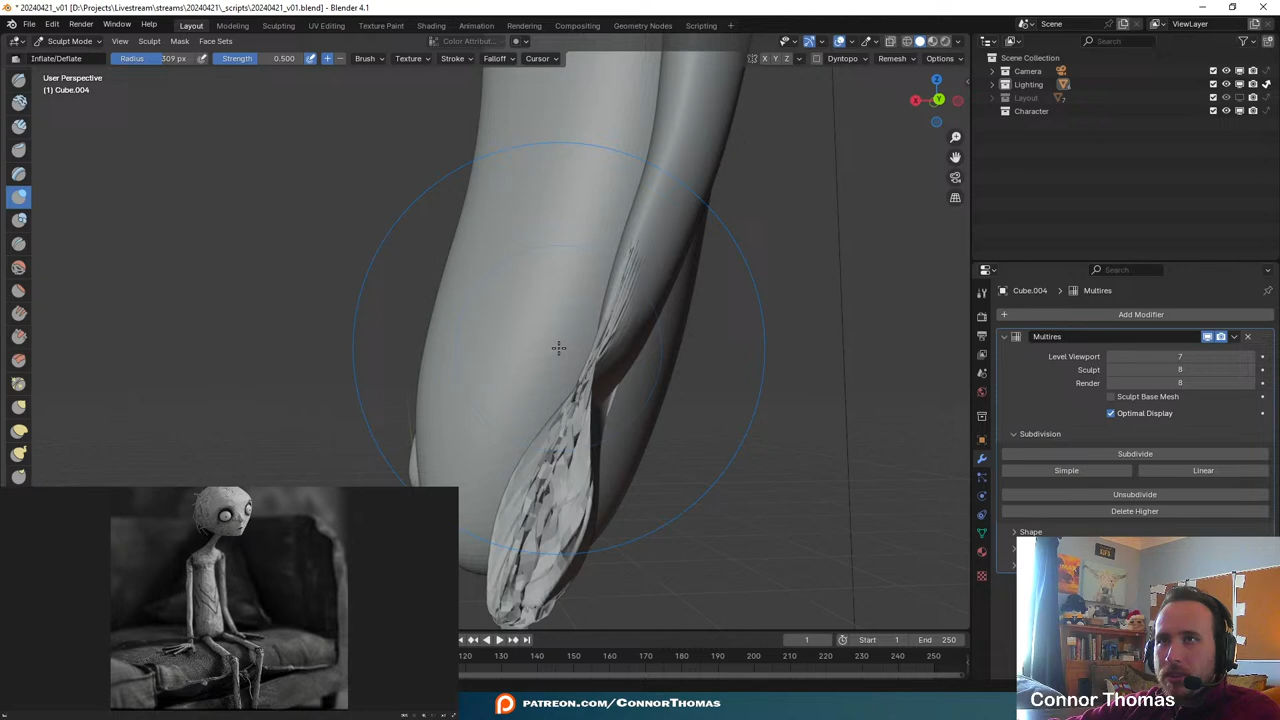 * 20240421_v01 [D:\Projects\Livestream\streams\20240421\_scripts\20240421_v01.blend] - Blender 4.1
File Edit Render Window Help Layout Modeling Sculpting UV Editing Texture Paint Shading Animation Rendering Compositing Geometry Nodes Scripting Scene ViewLayer
Sculpt Mode View Sculpt Mask Face Sets Color Attribut... Search
Inflate/Deflate Radius 309 px Strength 0.500 Brush Texture Stroke Falloff Cursor X Y Z Dyntopo Remesh Options
Scene Collection
Camera
Lighting
Layout 7
Character
User Perspective
(1) Cube.004
X Y Z
Search
Cube.004 Multires
Add Modifier
Multires
Level Viewport 7
Sculpt 8
Render 8
Sculpt Base Mesh
Optimal Display
Subdivision
Subdivide
Simple Linear
Unsubdivide
Delete Higher
Shape
1 Start 1 End 250
120 130 140 150 160 170 180 190 200 210 220 230 240 250
PATREON.COM/CONNORTHOMAS
Connor Thomas